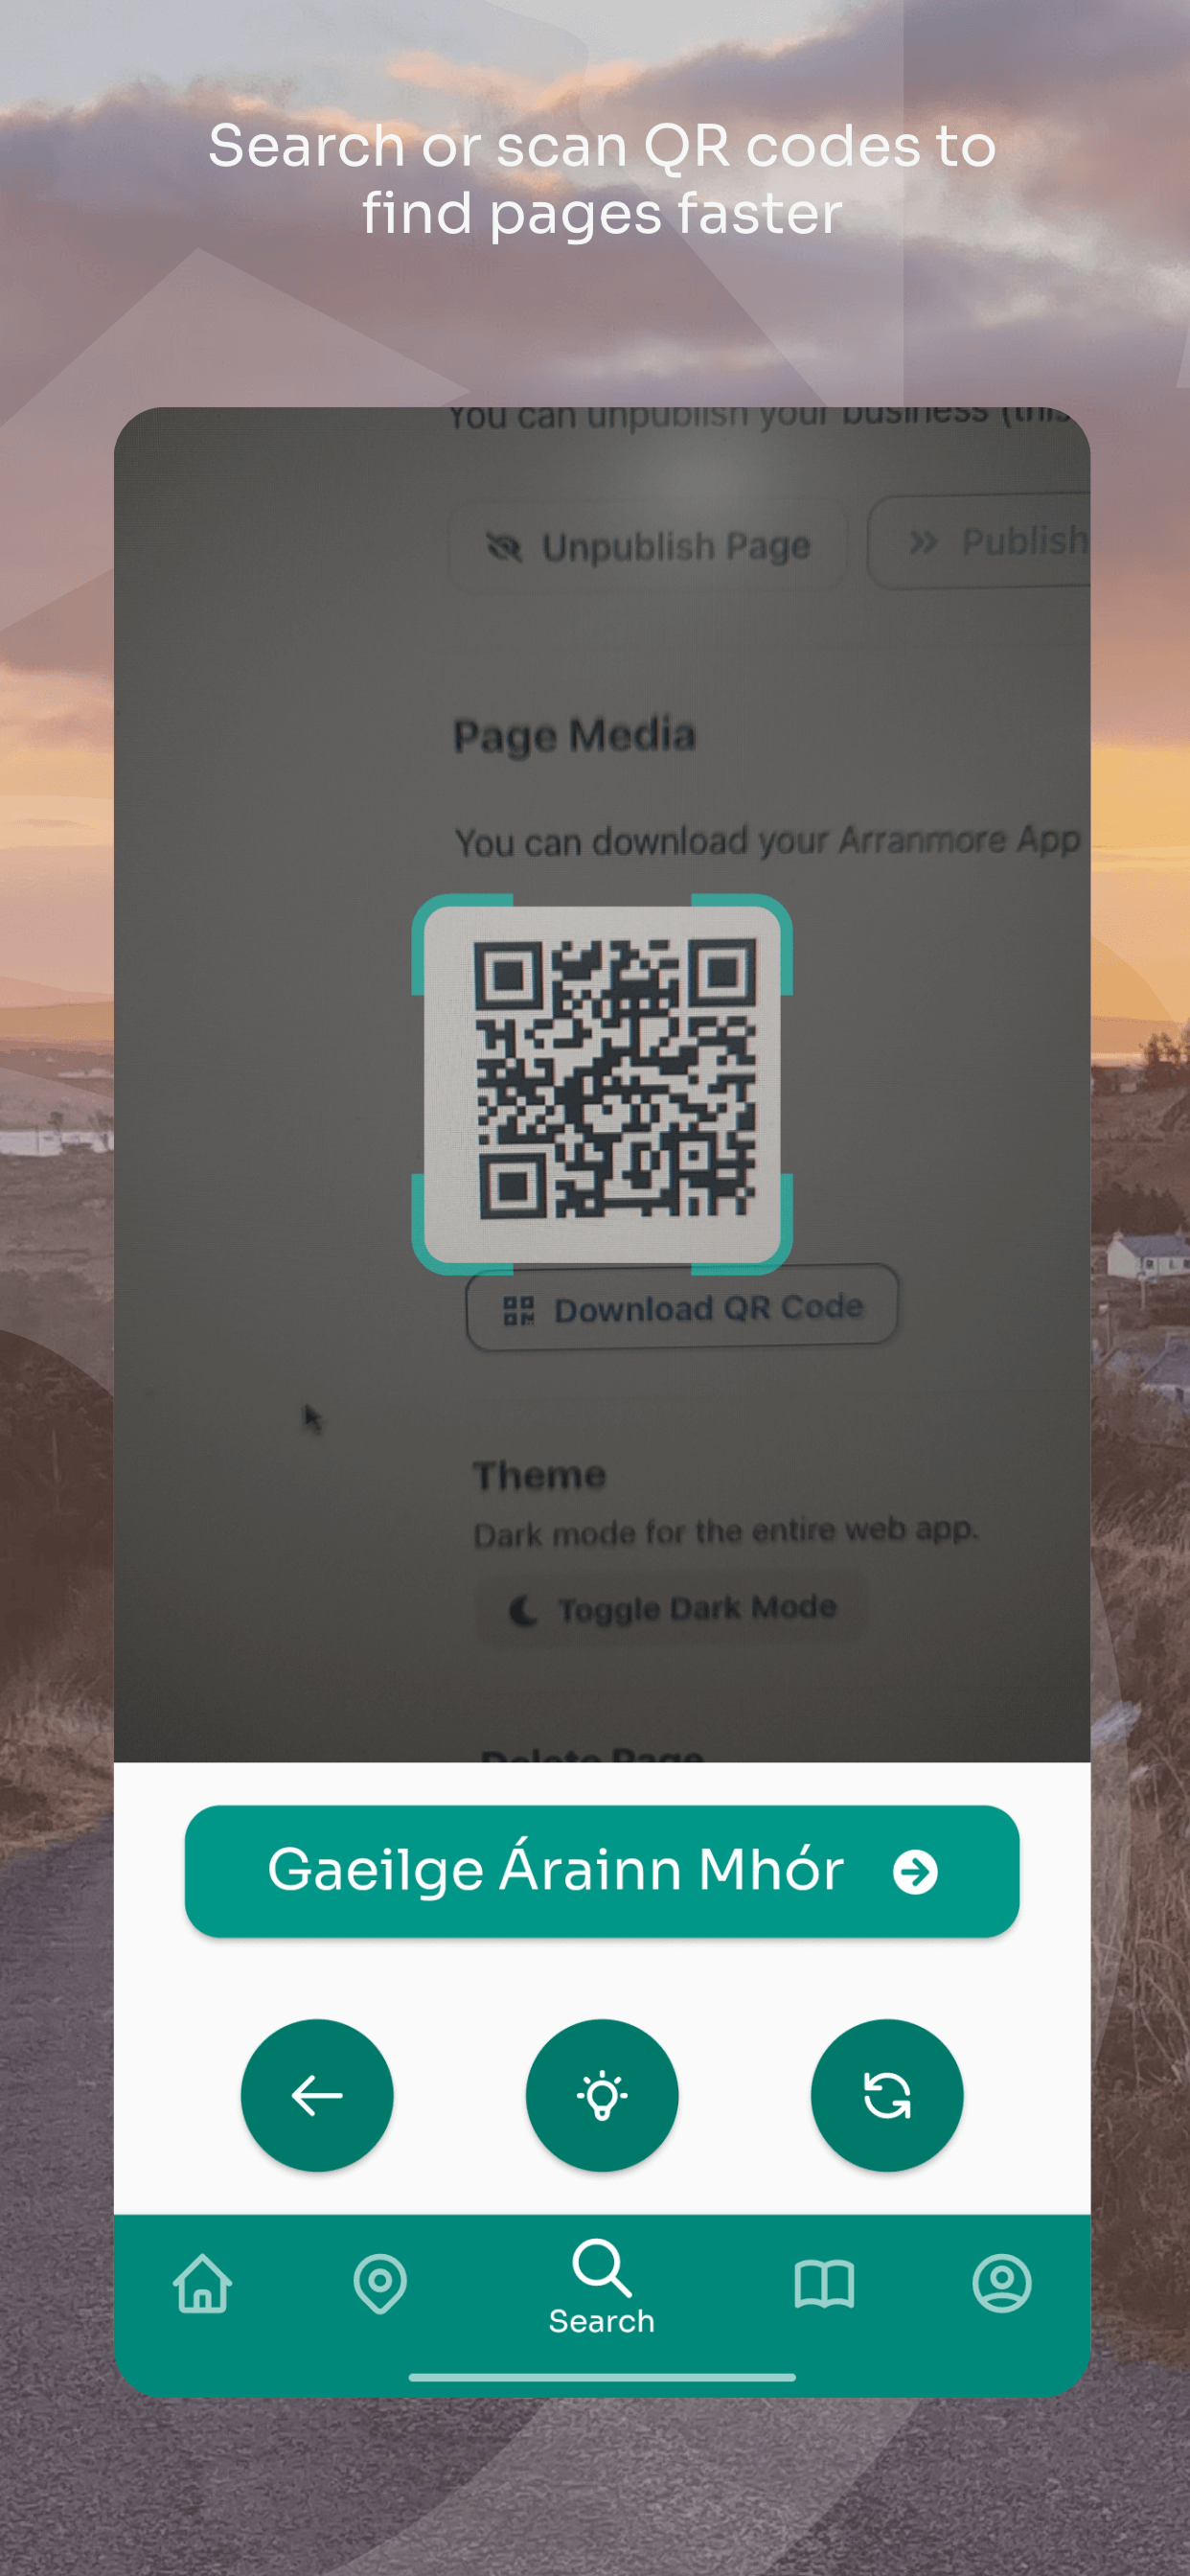 Search or scan QR codes to
find pages faster
You can unpublish your business (this
Unpublish Page
Publish
Page Media
You can download your Arranmore App
Download QR Code
Theme
Dark mode for the entire web app.
Toggle Dark Mode
Delete Page
Gaeilge Árainn Mhór
Search